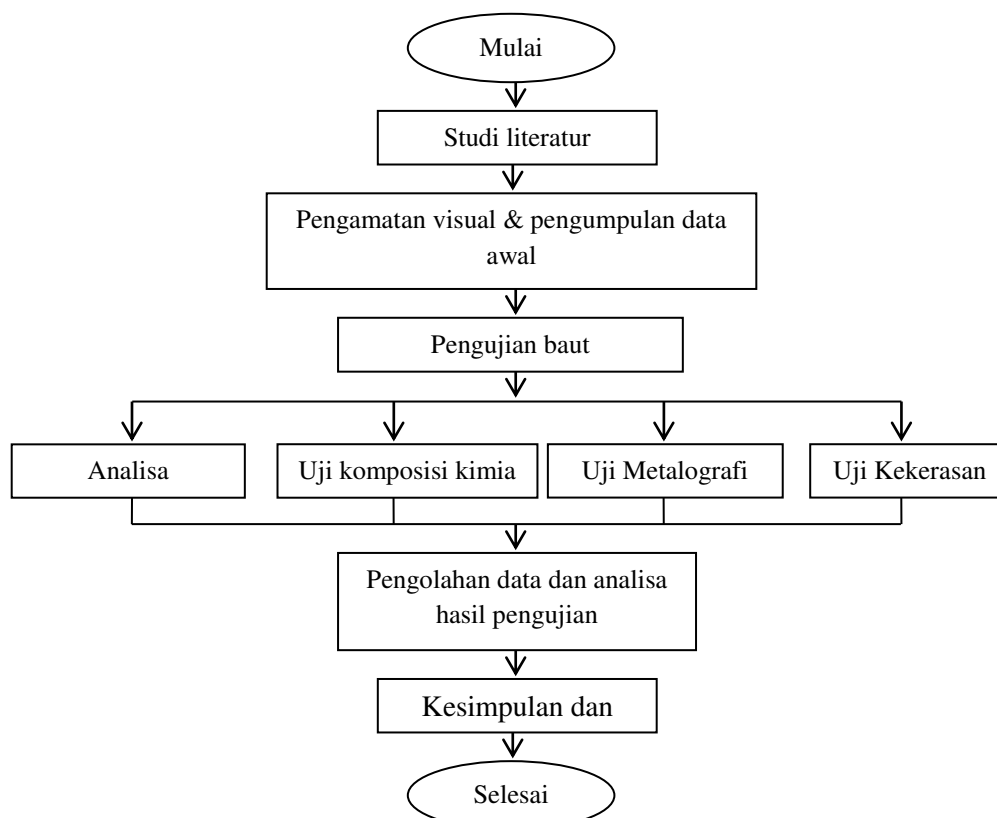 Mulai
Studi literatur
Pengamatan visual & pengumpulan data
awal
Pengujian baut
Analisa
Uji komposisi kimia
Uji Metalografi
Uji Kekerasan
Pengolahan data dan analisa
hasil pengujian
Kesimpulan dan
Selesai